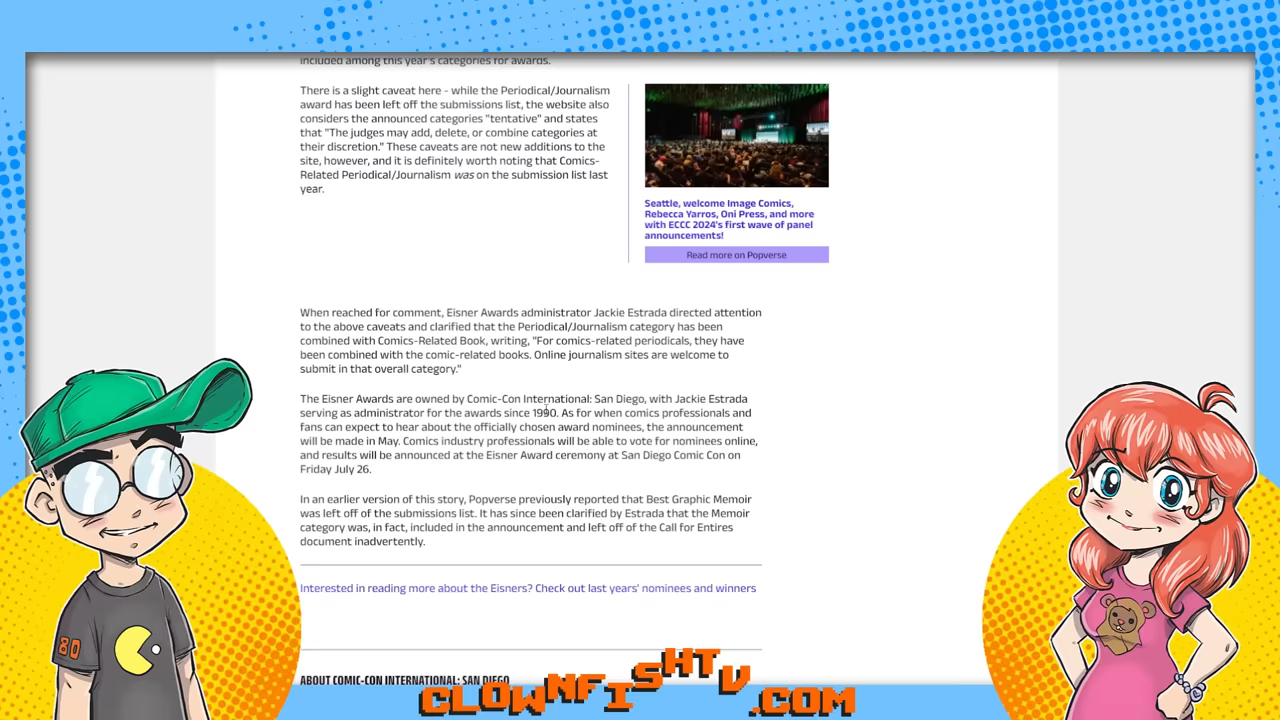 included among this year's categories for awards.
There is a slight caveat here - while the Periodical/Journalism
award has been left off the submissions list, the website also
considers the announced categories "tentative" and states
that "The judges may add, delete, or combine categories at
their discretion." These caveats are not new additions to the
site, however, and it is definitely worth noting that Comics-
Related Periodical/Journalism was on the submission list last
year.
Seattle, welcome Image Comics,
Rebecca Yarros, Oni Press, and more
with ECCC 2024's first wave of panel
announcements!
Read more on Popverse
When reached for comment, Eisner Awards administrator Jackie Estrada directed attention
to the above caveats and clarified that the Periodical/Journalism category has been
combined with Comics-Related Book, writing, "For comics-related periodicals, they have
been combined with the comic-related books. Online journalism sites are welcome to
submit in that overall category."
The Eisner Awards are owned by Comic-Con International: San Diego, with Jackie Estrada
serving as administrator for the awards since 1990. As for when comics professionals and
fans can expect to hear about the officially chosen award nominees, the announcement
will be made in May. Comics industry professionals will be able to vote for nominees online,
and results will be announced at the Eisner Award ceremony at San Diego Comic Con on
Friday July 26.
In an earlier version of this story, Popverse previously reported that Best Graphic Memoir
was left off of the submissions list. It has since been clarified by Estrada that the Memoir
category was, in fact, included in the announcement and left off of the Call for Entires
document inadvertently.
Interested in reading more about the Eisners? Check out last years' nominees and winners
80
ABOUT COMIC-CON INTERNATIONAL: SAN DIEGO
CLOWNFISHTV.COM